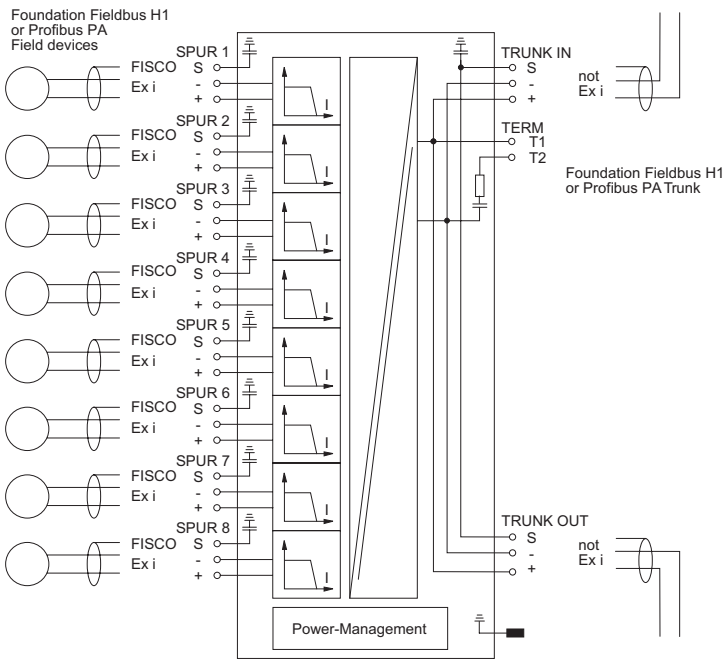 Foundation Fieldbus H1
or Profibus PA
Field devices
SPUR 1
FISCO S
Ex i -
+
I
SPUR 2
FISCO S
Ex i -
+
I
SPUR 3
FISCO S
Ex i -
+
I
SPUR 4
FISCO S
Ex i -
+
I
SPUR 5
FISCO S
Ex i -
+
I
SPUR 6
FISCO S
Ex i -
+
I
SPUR 7
FISCO S
Ex i -
+
I
SPUR 8
FISCO S
Ex i -
+
I
Power-Management
TRUNK IN
S
-
+
not
Ex i
TERM
T1
T2
Foundation Fieldbus H1
or Profibus PA Trunk
TRUNK OUT
S
-
+
not
Ex i